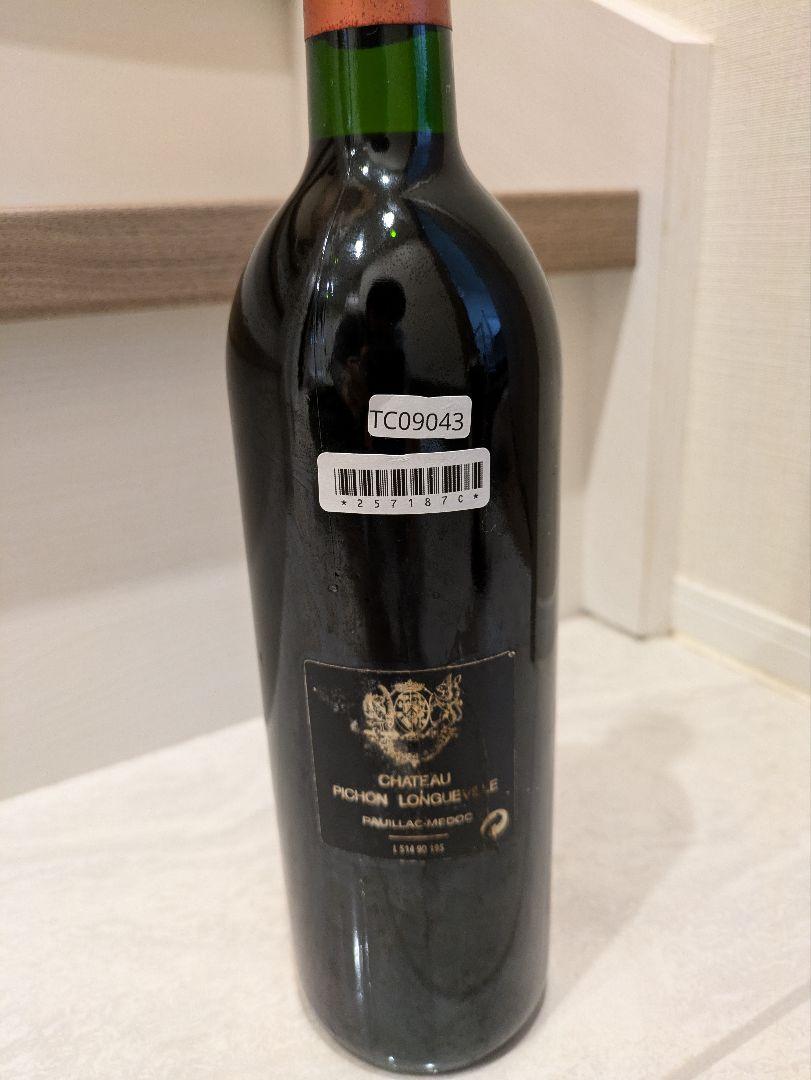 TC09043
*257187C*
CHATEAU
PICHON LONGUEVILLE
PAUILLAC-MEDOC